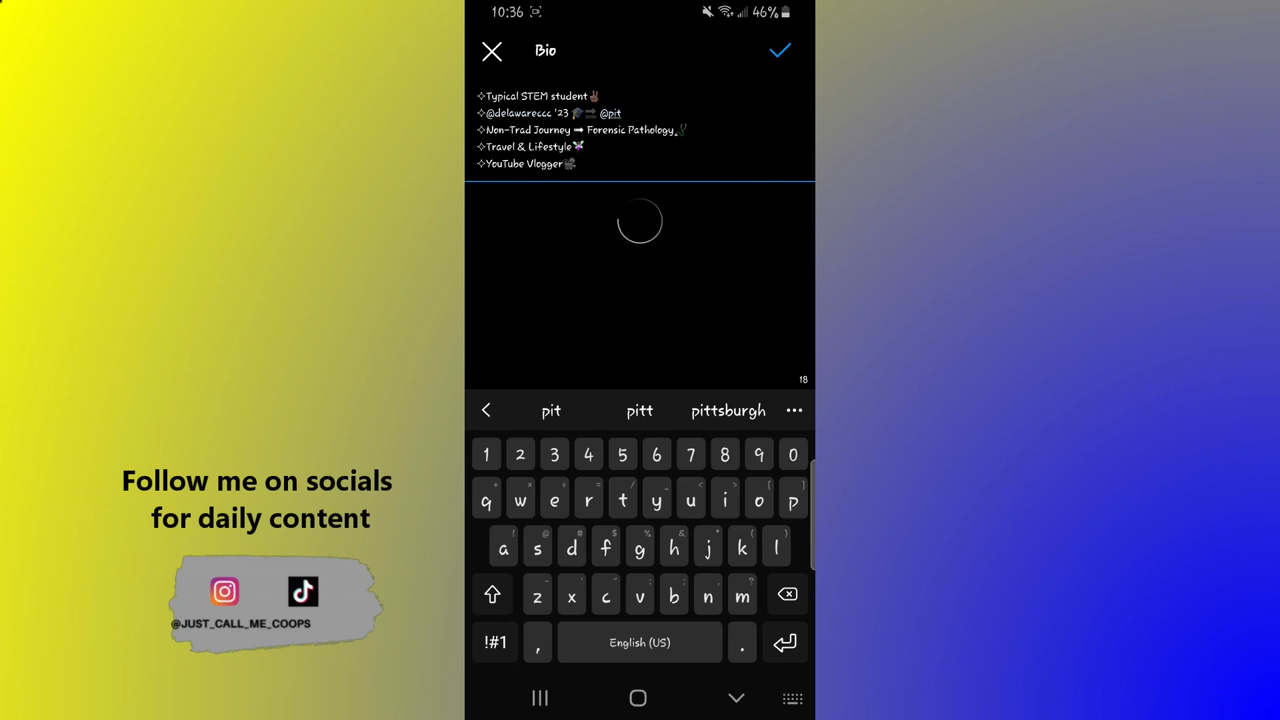 10:36 46%
Bio
✧Typical STEM student✌🏾
✧@delawareccc '23 🎓🔜 @pit
✧Non-Trad Journey ➡ Forensic Pathology🩺
✧Travel & Lifestyle
✧YouTube Vlogger🎥
18
pit pitt pittsburgh
1 2 3 4 5 6 7 8 9 0
q w e r t y u i o p
a s d f g h j k l
z x c v b n m
!#1 , English (US) .
Follow me on socials
for daily content
@JUST_CALL_ME_COOPS